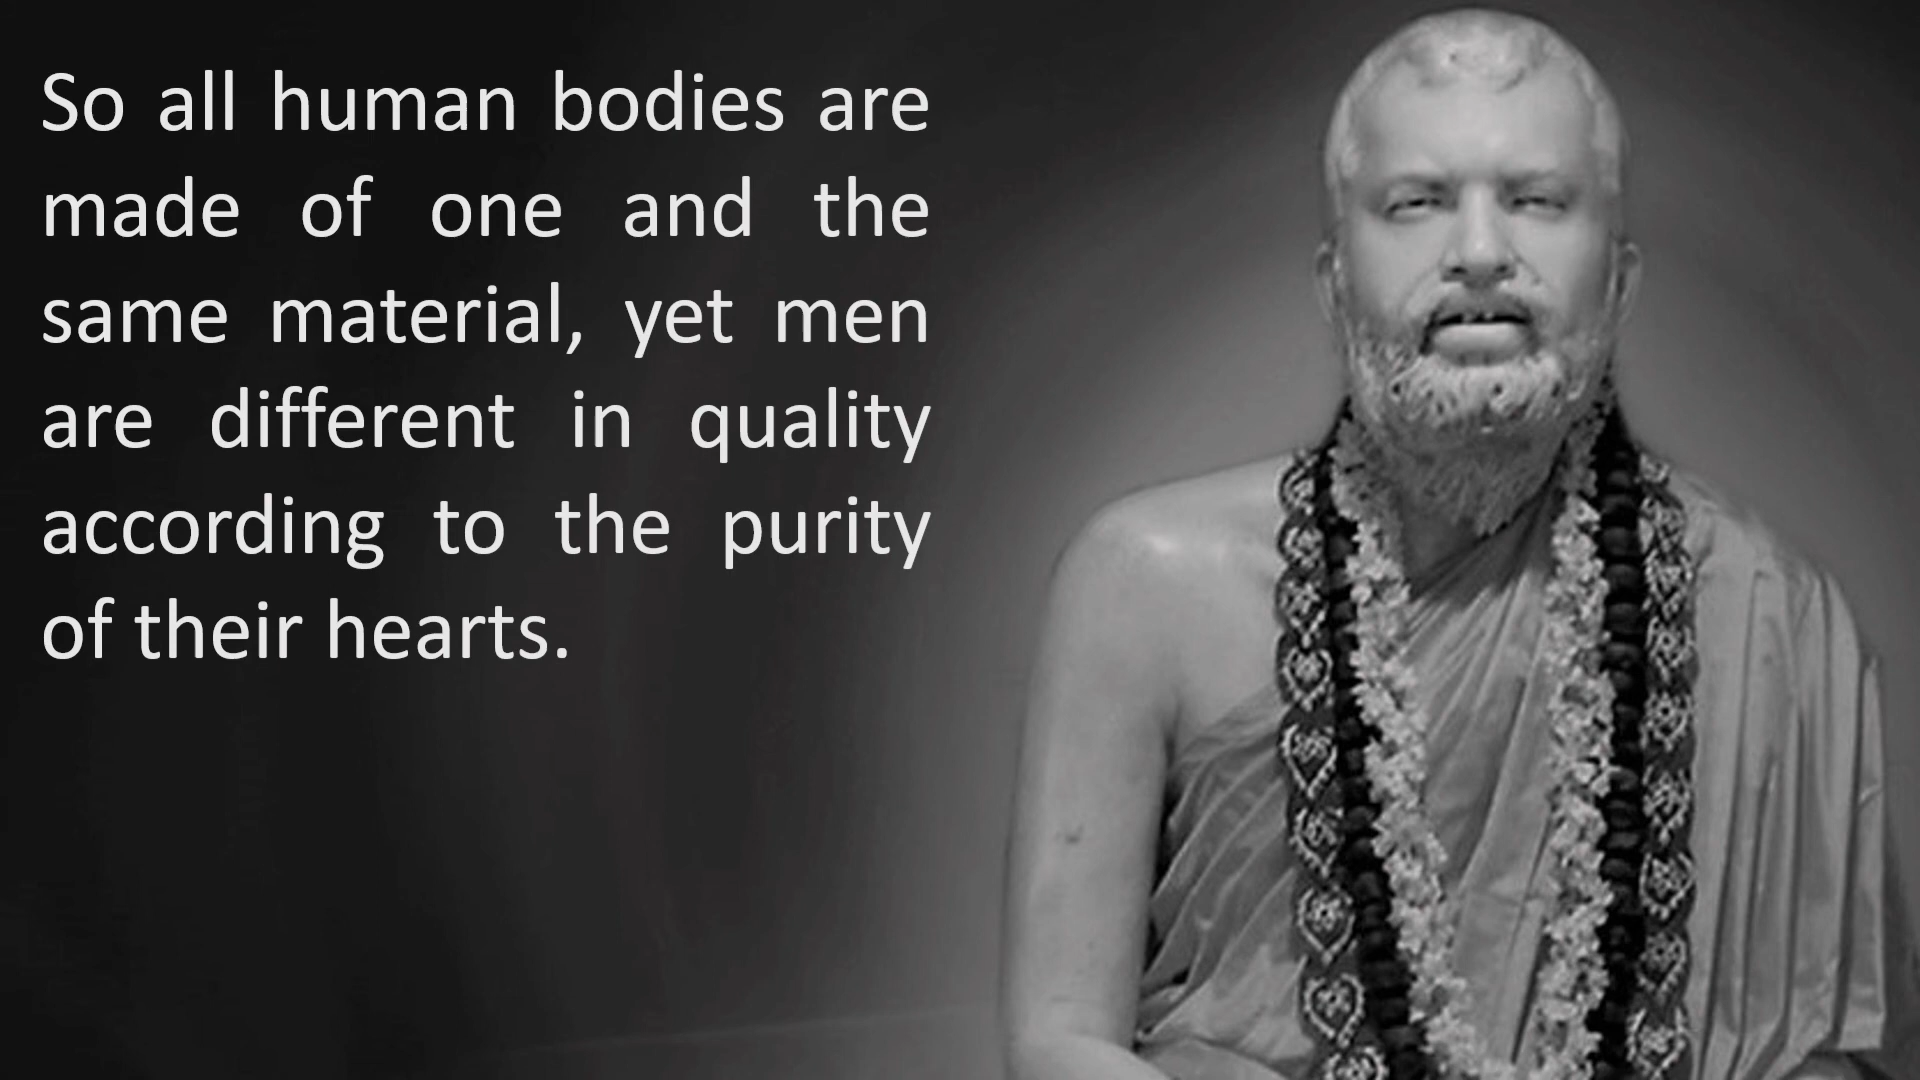 So all human bodies are
made of one and the
same material, yet men
are different in quality
according to the purity
of their hearts.